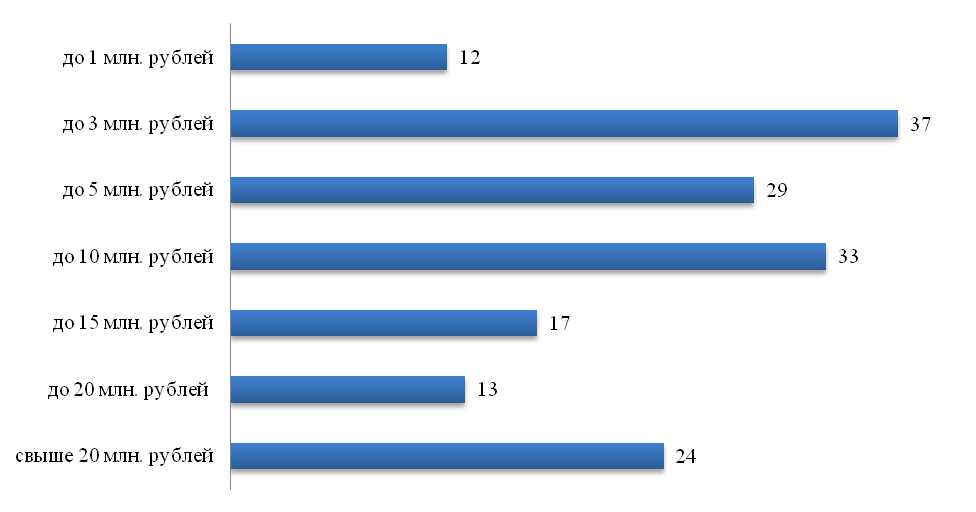 до 1 млн. рублей 12
до 3 млн. рублей 37
до 5 млн. рублей 29
до 10 млн. рублей 33
до 15 млн. рублей 17
до 20 млн. рублей 13
свыше 20 млн. рублей 24